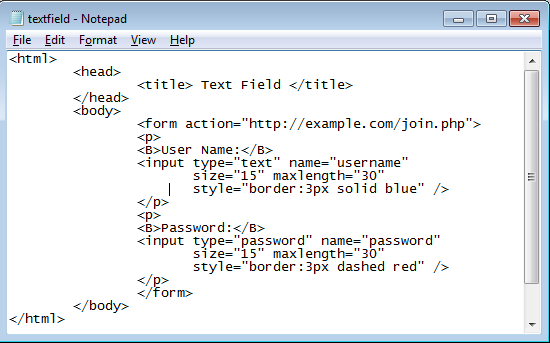 textfield - Notepad
File Edit Format View Help
<html>
<head>
<title> Text Field </title>
</head>
<body>
<form action="http://example.com/join.php">
<p>
<B>User Name:</B>
<input type="text" name="username"
size="15" maxlength="30"
style="border:3px solid blue" />
</p>
<p>
<B>Password:</B>
<input type="password" name="password"
size="15" maxlength="30"
style="border:3px dashed red" />
</p>
</form>
</body>
</html>